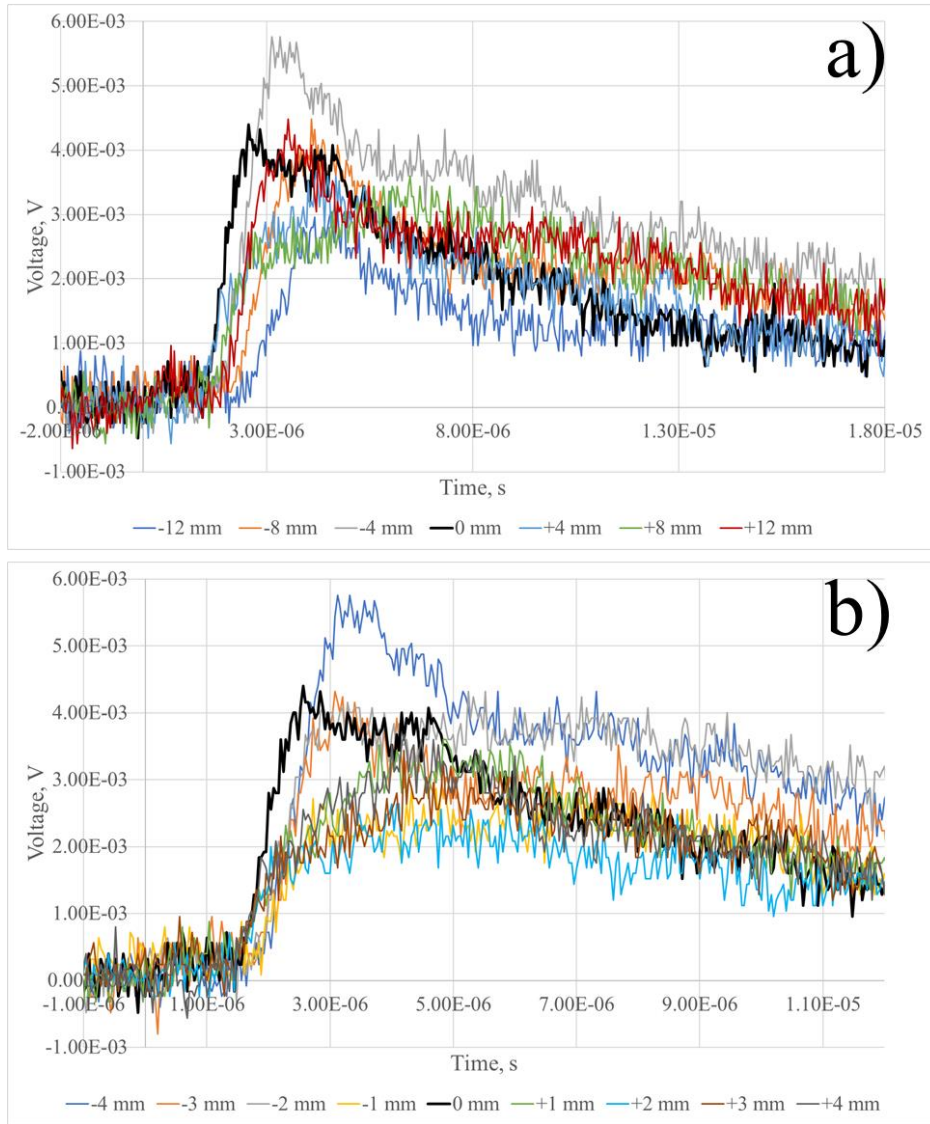 a)
6.00E-03
5.00E-03
4.00E-03
3.00E-03
2.00E-03
1.00E-03
-1.00E-03
Voltage, V
3.00E-06 8.00E-06 1.30E-05 1.80E-05
Time, s
-12 mm -8 mm -4 mm 0 mm +4 mm +8 mm +12 mm
b)
6.00E-03
5.00E-03
4.00E-03
3.00E-03
2.00E-03
1.00E-03
0.00E+00
-1.00E-03
Voltage, V
-1.00E-06 1.00E-06 3.00E-06 5.00E-06 7.00E-06 9.00E-06 1.10E-05
Time, s
-4 mm -3 mm -2 mm -1 mm 0 mm +1 mm +2 mm +3 mm +4 mm